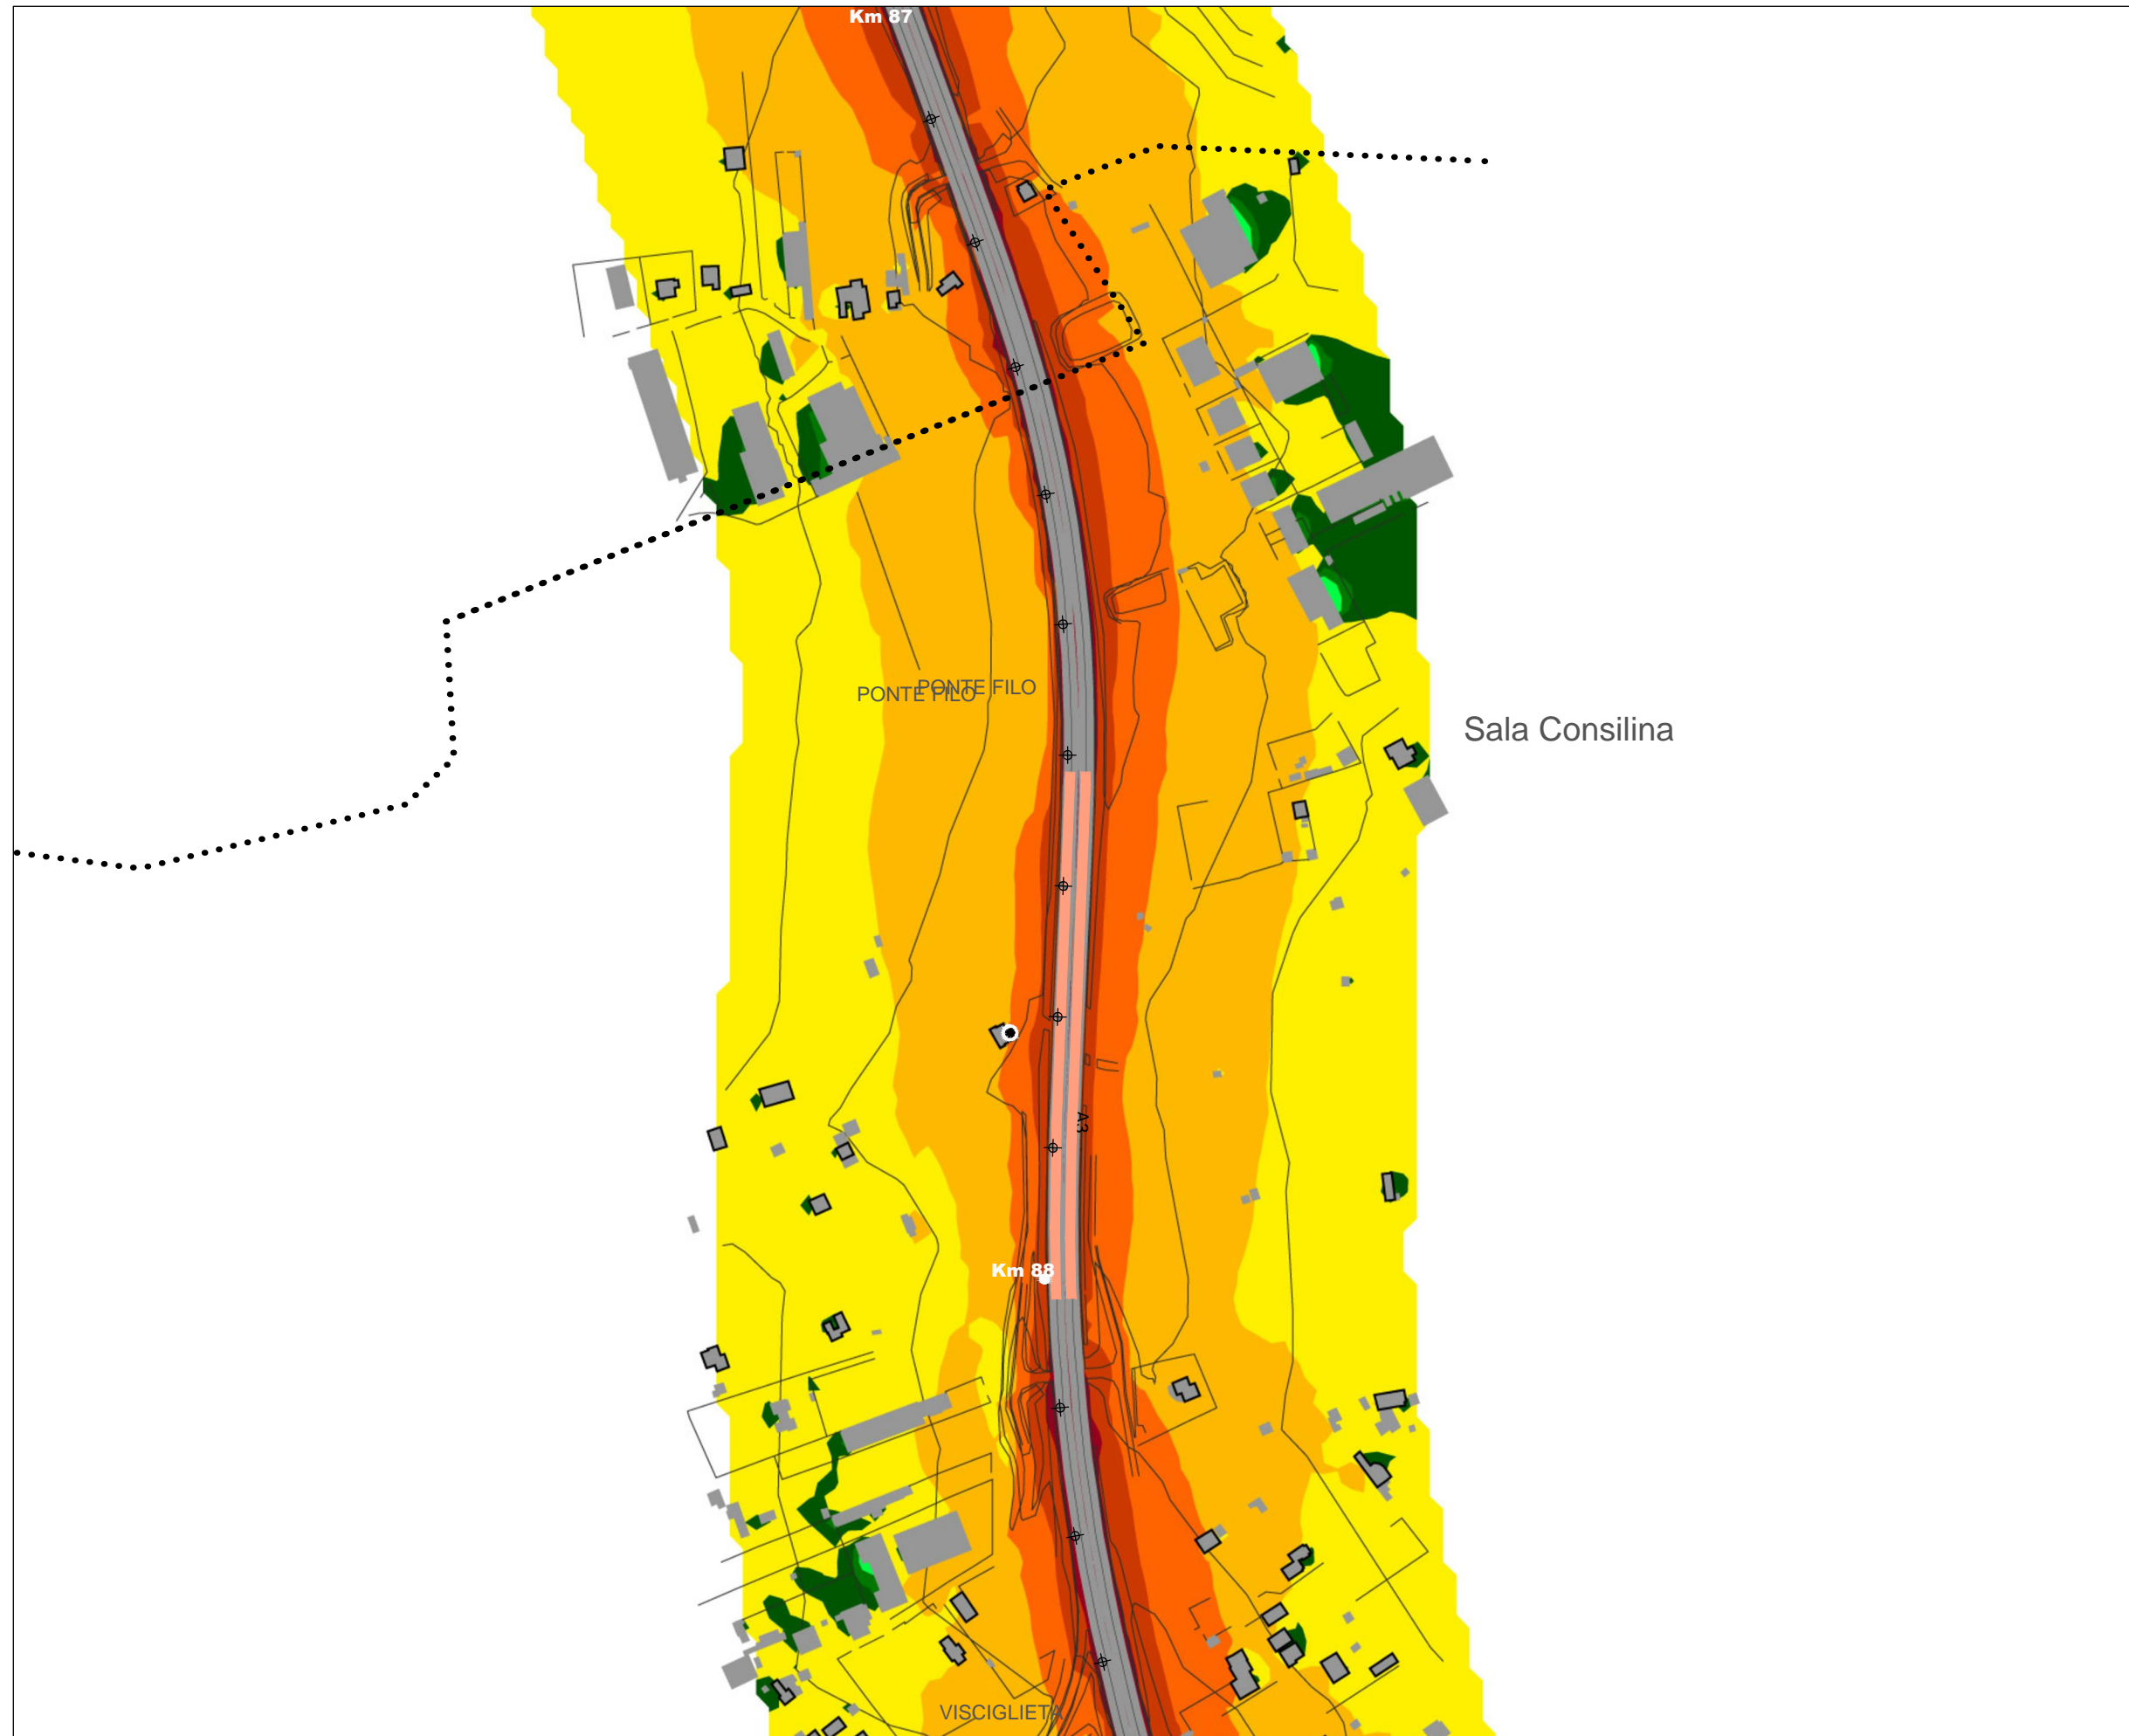 Km 87
PONTE FILO
PONTE FILO
Sala Consilina
A3
Km 88
VISCIGLIETA